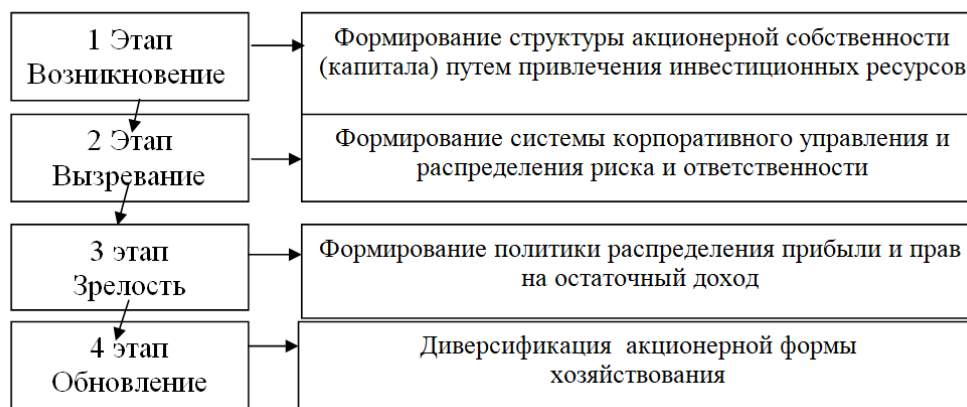 1 Этап
Возникновение
Формирование структуры акционерной собственности
(капитала) путем привлечения инвестиционных ресурсов
2 Этап
Вызревание
Формирование системы корпоративного управления и
распределения риска и ответственности
3 этап
Зрелость
Формирование политики распределения прибыли и прав
на остаточный доход
4 этап
Обновление
Диверсификация акционерной формы
хозяйствования